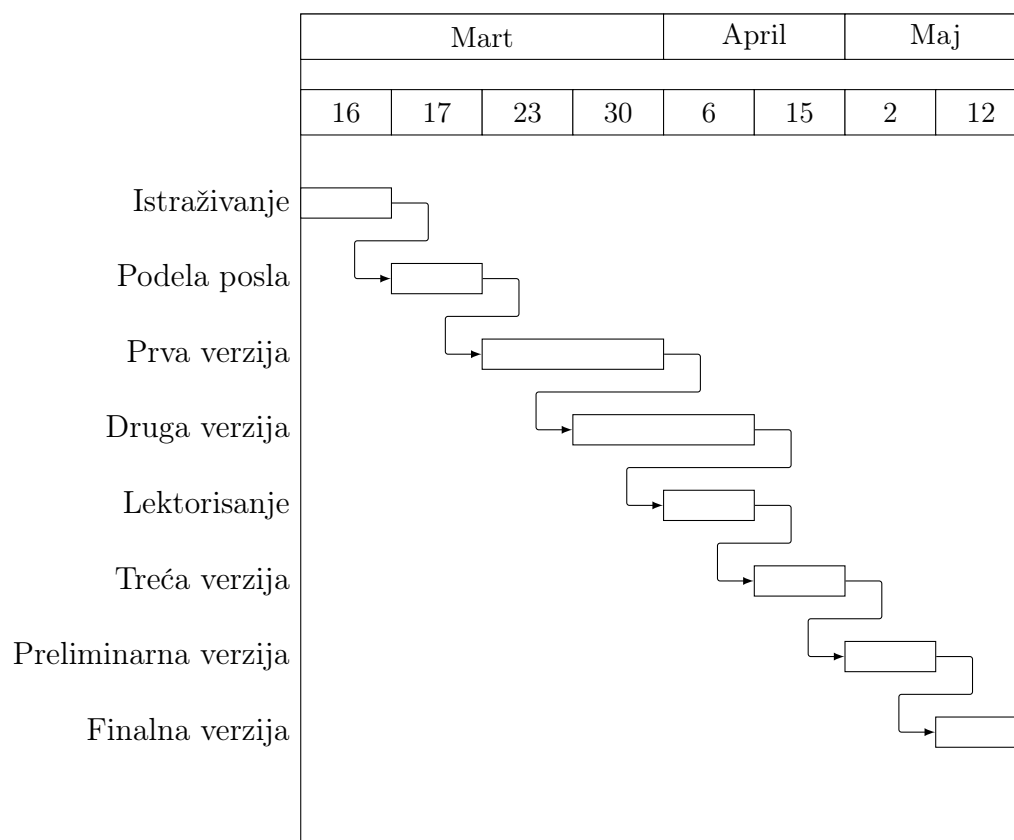 Mart April Maj
16 17 23 30 6 15 2 12
Istraživanje
Podela posla
Prva verzija
Druga verzija
Lektorisanje
Treća verzija
Preliminarna verzija
Finalna verzija